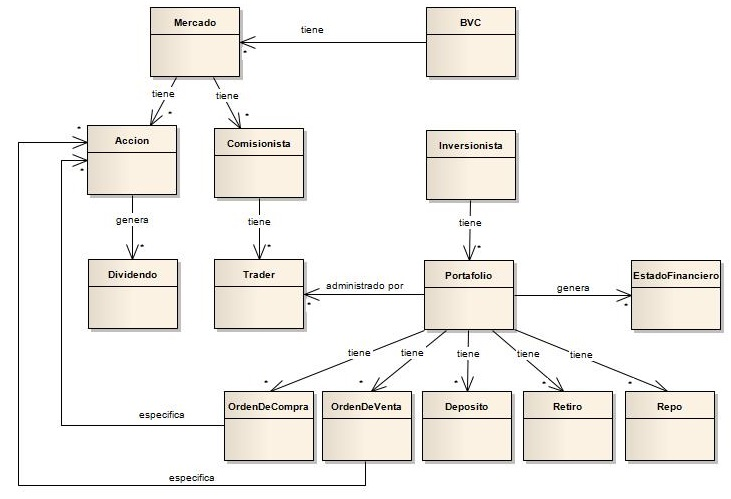 Mercado
BVC
tiene
*
tiene
tiene
*
*
*
Accion
Comisionista
Inversionista
*
genera
tiene
tiene
*
*
*
Dividendo
Trader
Portafolio
EstadoFinanciero
administrado por
genera
*
*
tiene
tiene
tiene
tiene
tiene
*
*
*
*
*
OrdenDeCompra
OrdenDeVenta
Deposito
Retiro
Repo
especifica
especifica